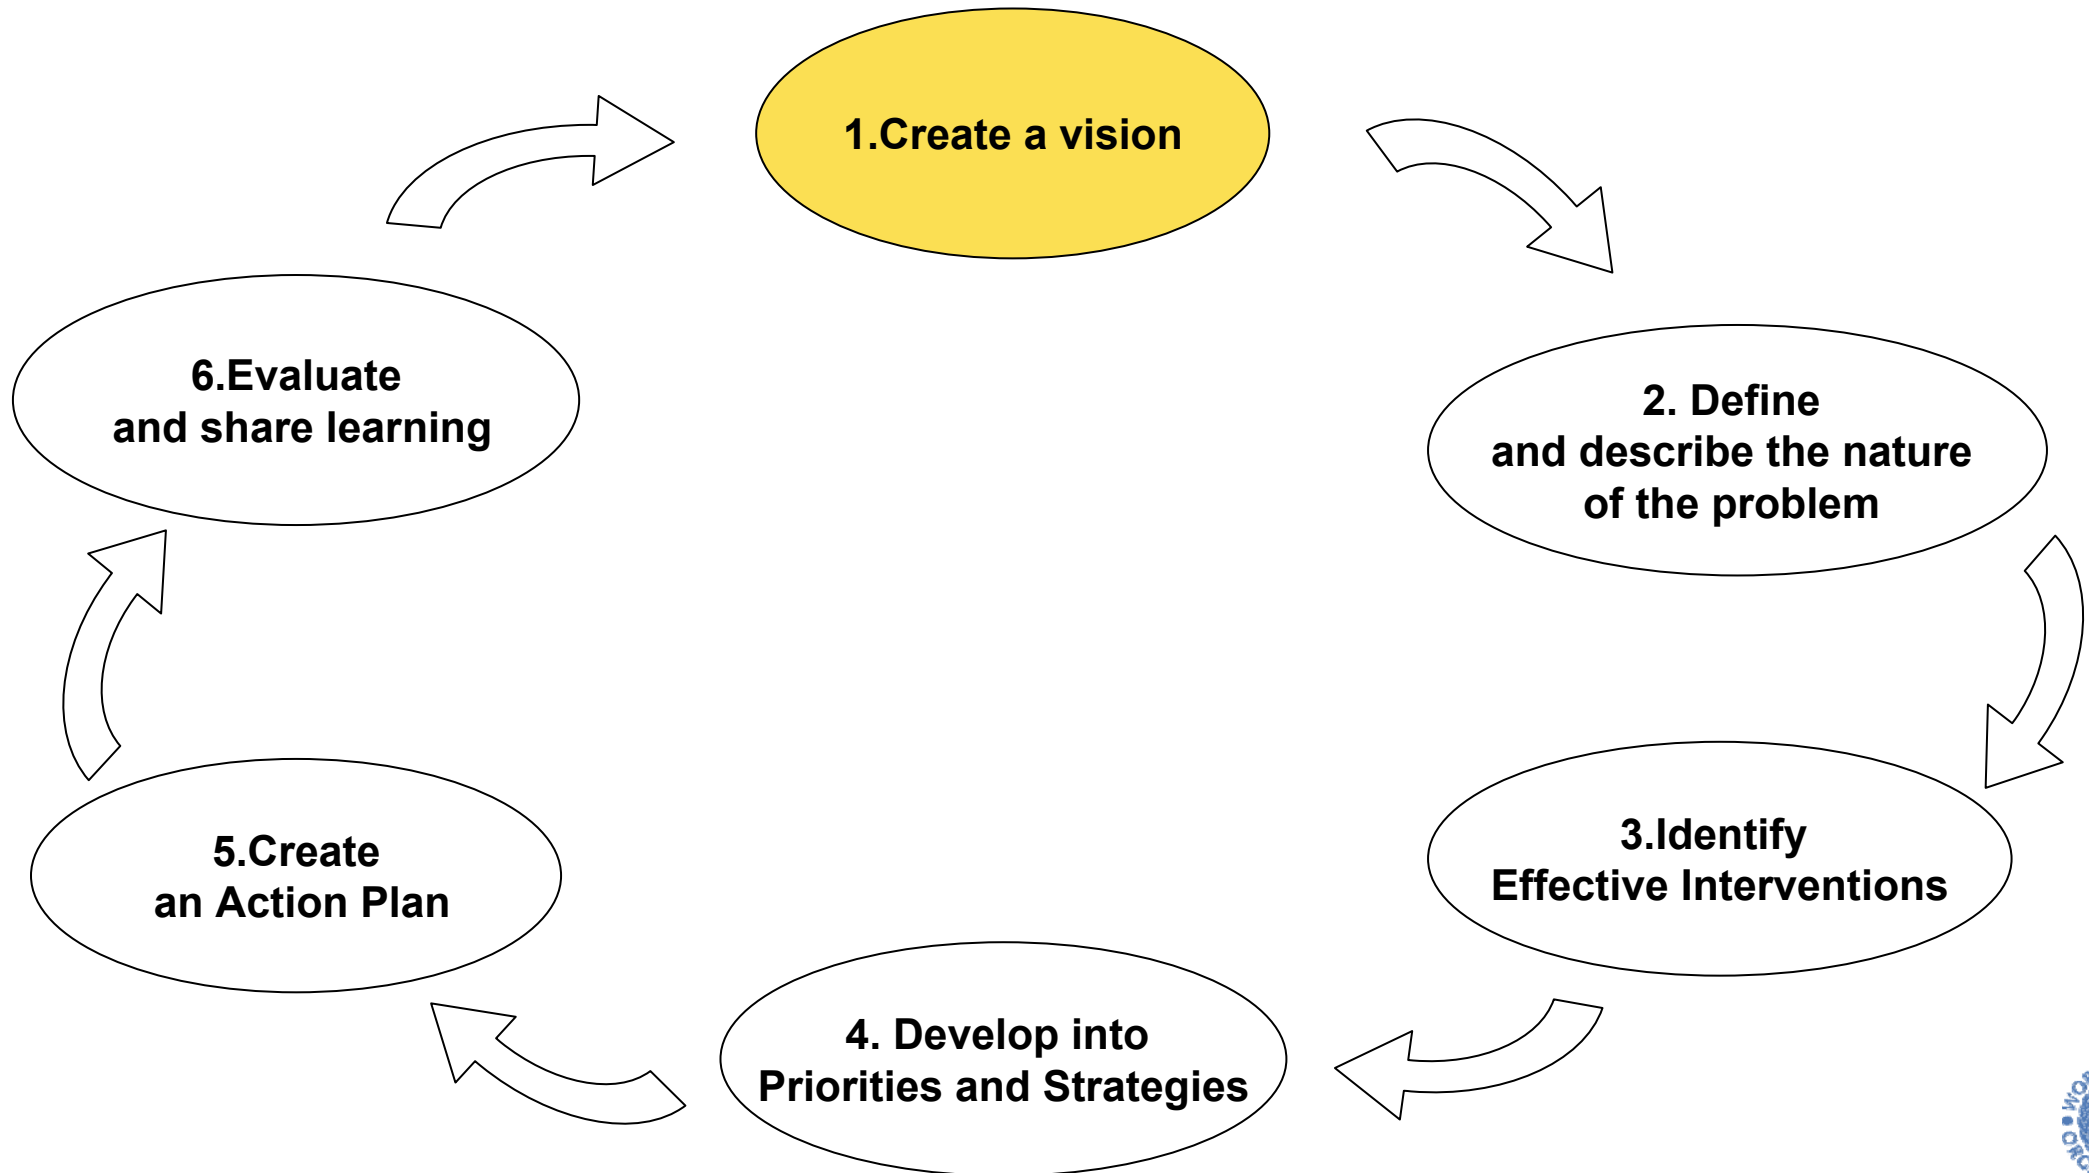 1.Create a vision
2. Define
and describe the nature
of the problem
3.Identify
Effective Interventions
4. Develop into
Priorities and Strategies
5.Create
an Action Plan
6.Evaluate
and share learning